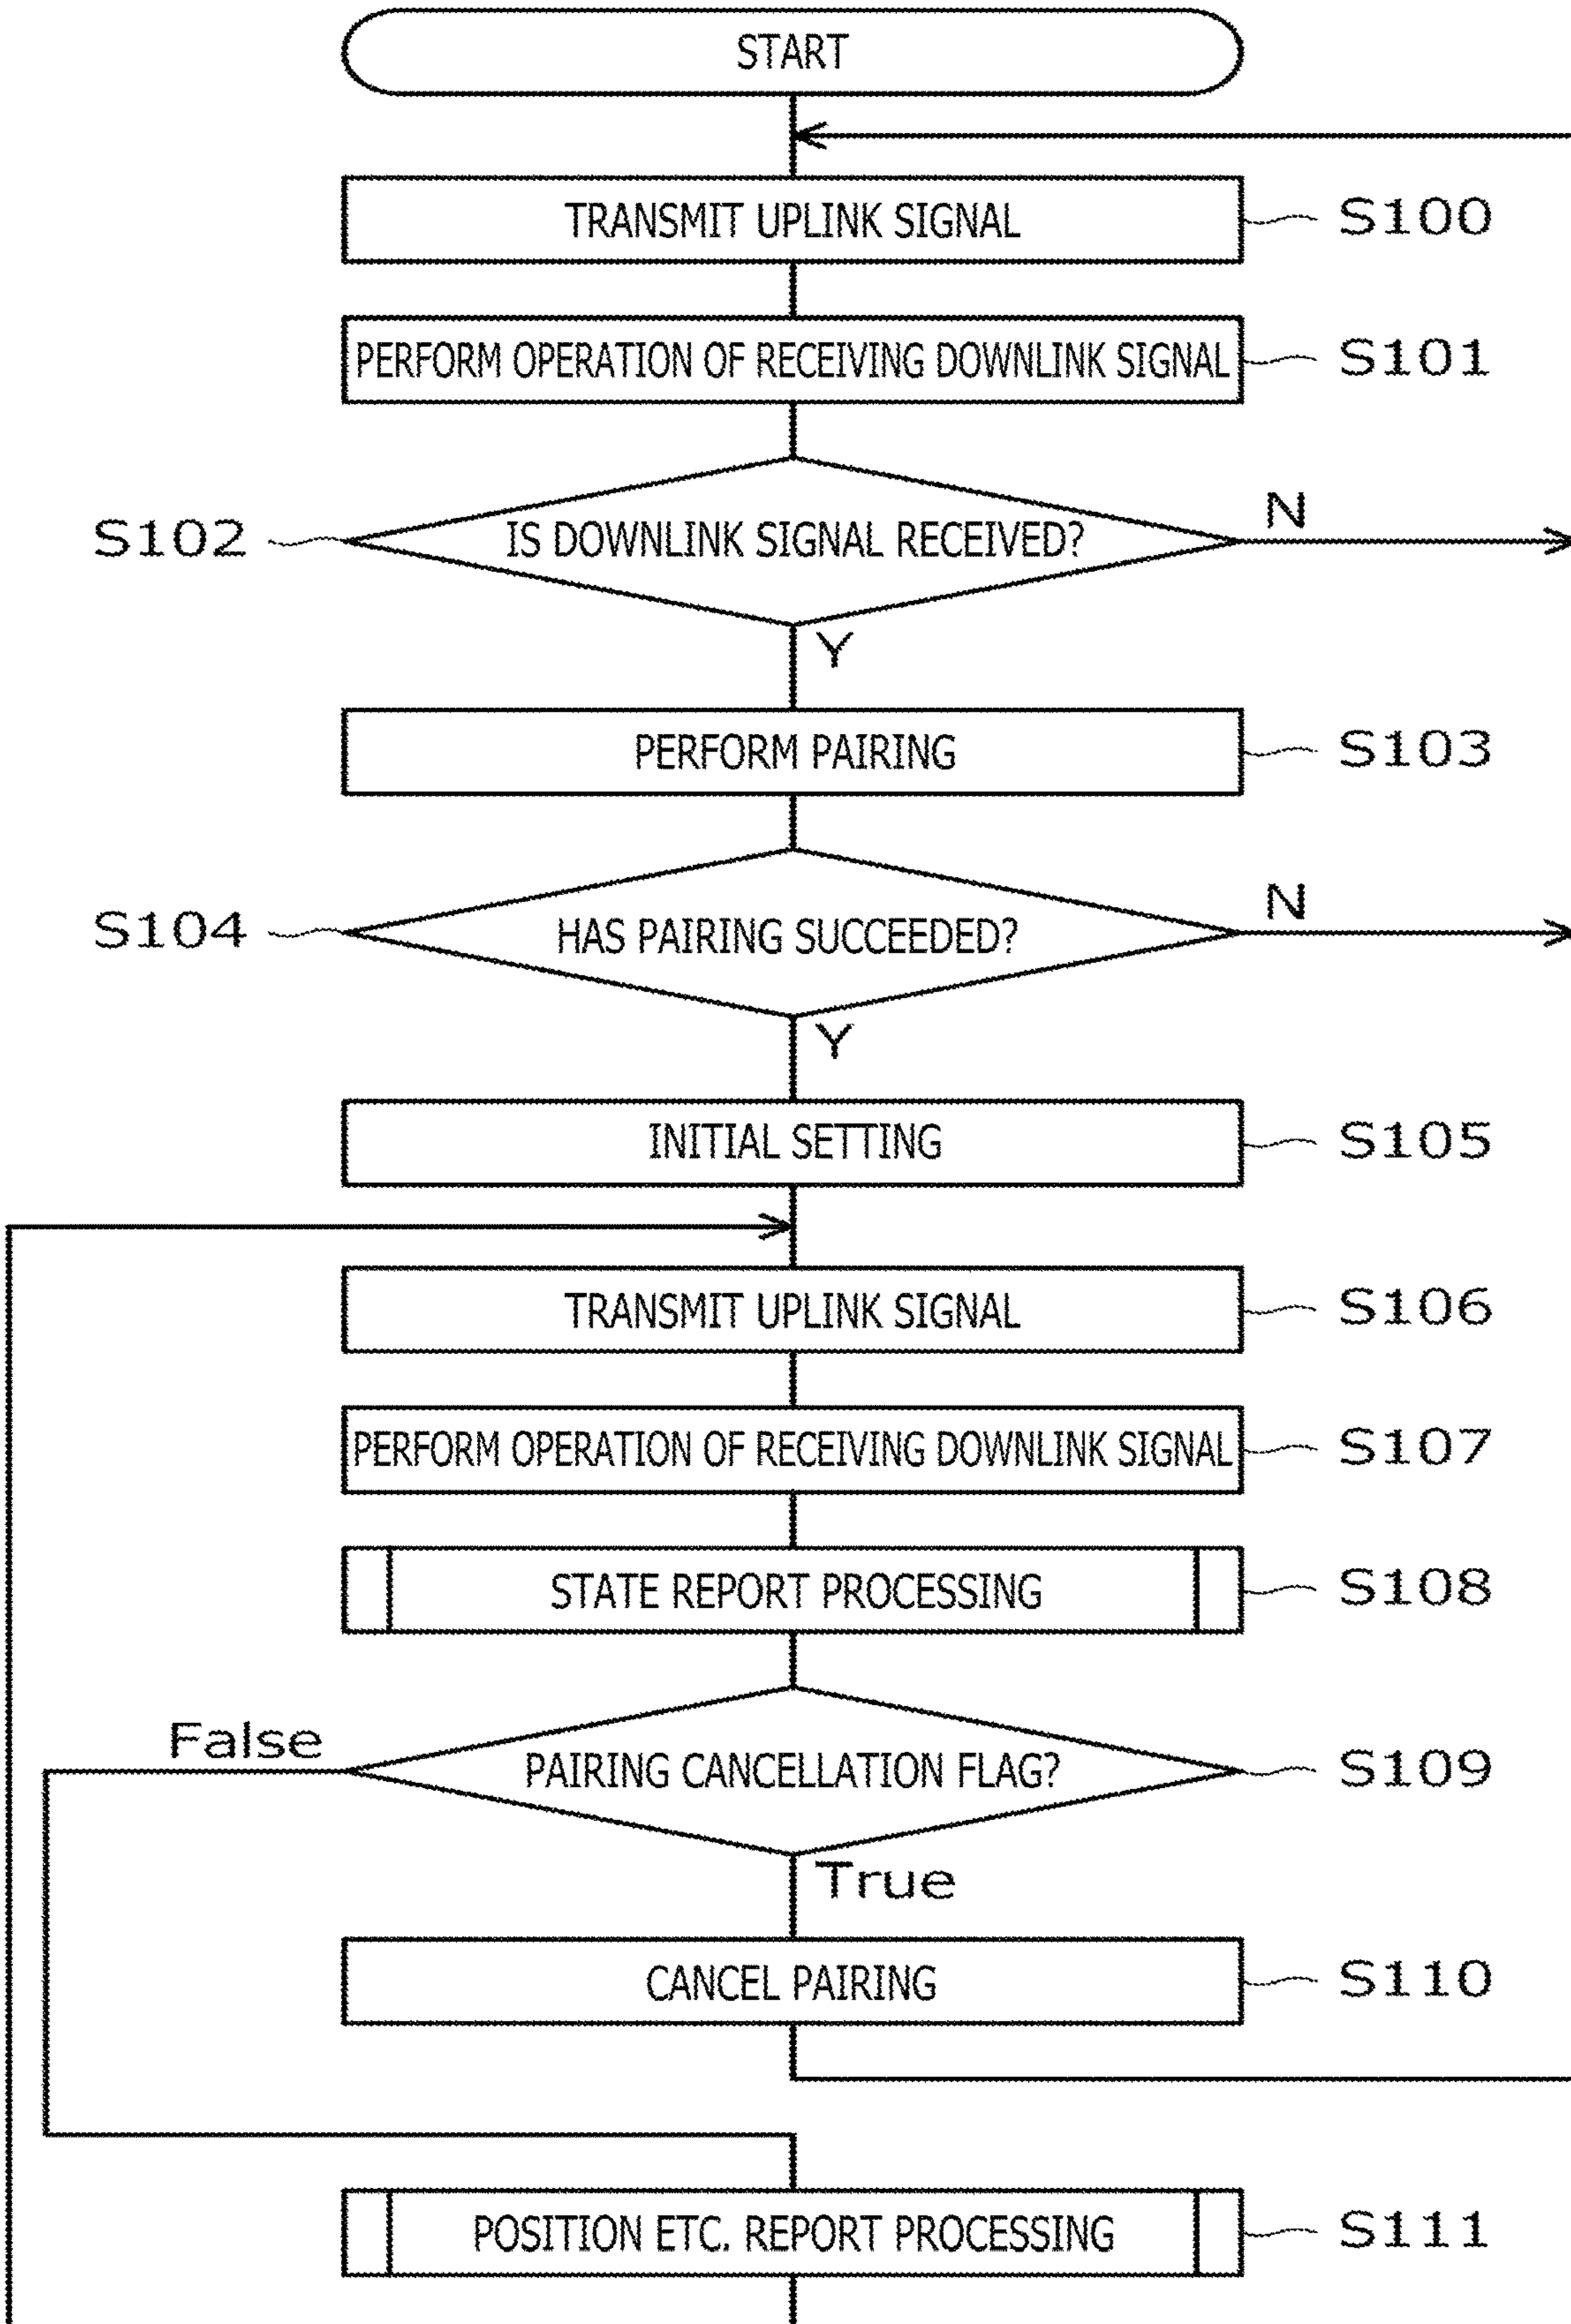 START
TRANSMIT UPLINK SIGNAL S100
PERFORM OPERATION OF RECEIVING DOWNLINK SIGNAL S101
S102 IS DOWNLINK SIGNAL RECEIVED? N
Y
PERFORM PAIRING S103
S104 HAS PAIRING SUCCEEDED? N
Y
INITIAL SETTING S105
TRANSMIT UPLINK SIGNAL S106
PERFORM OPERATION OF RECEIVING DOWNLINK SIGNAL S107
STATE REPORT PROCESSING S108
False PAIRING CANCELLATION FLAG? S109
True
CANCEL PAIRING S110
POSITION ETC. REPORT PROCESSING S111